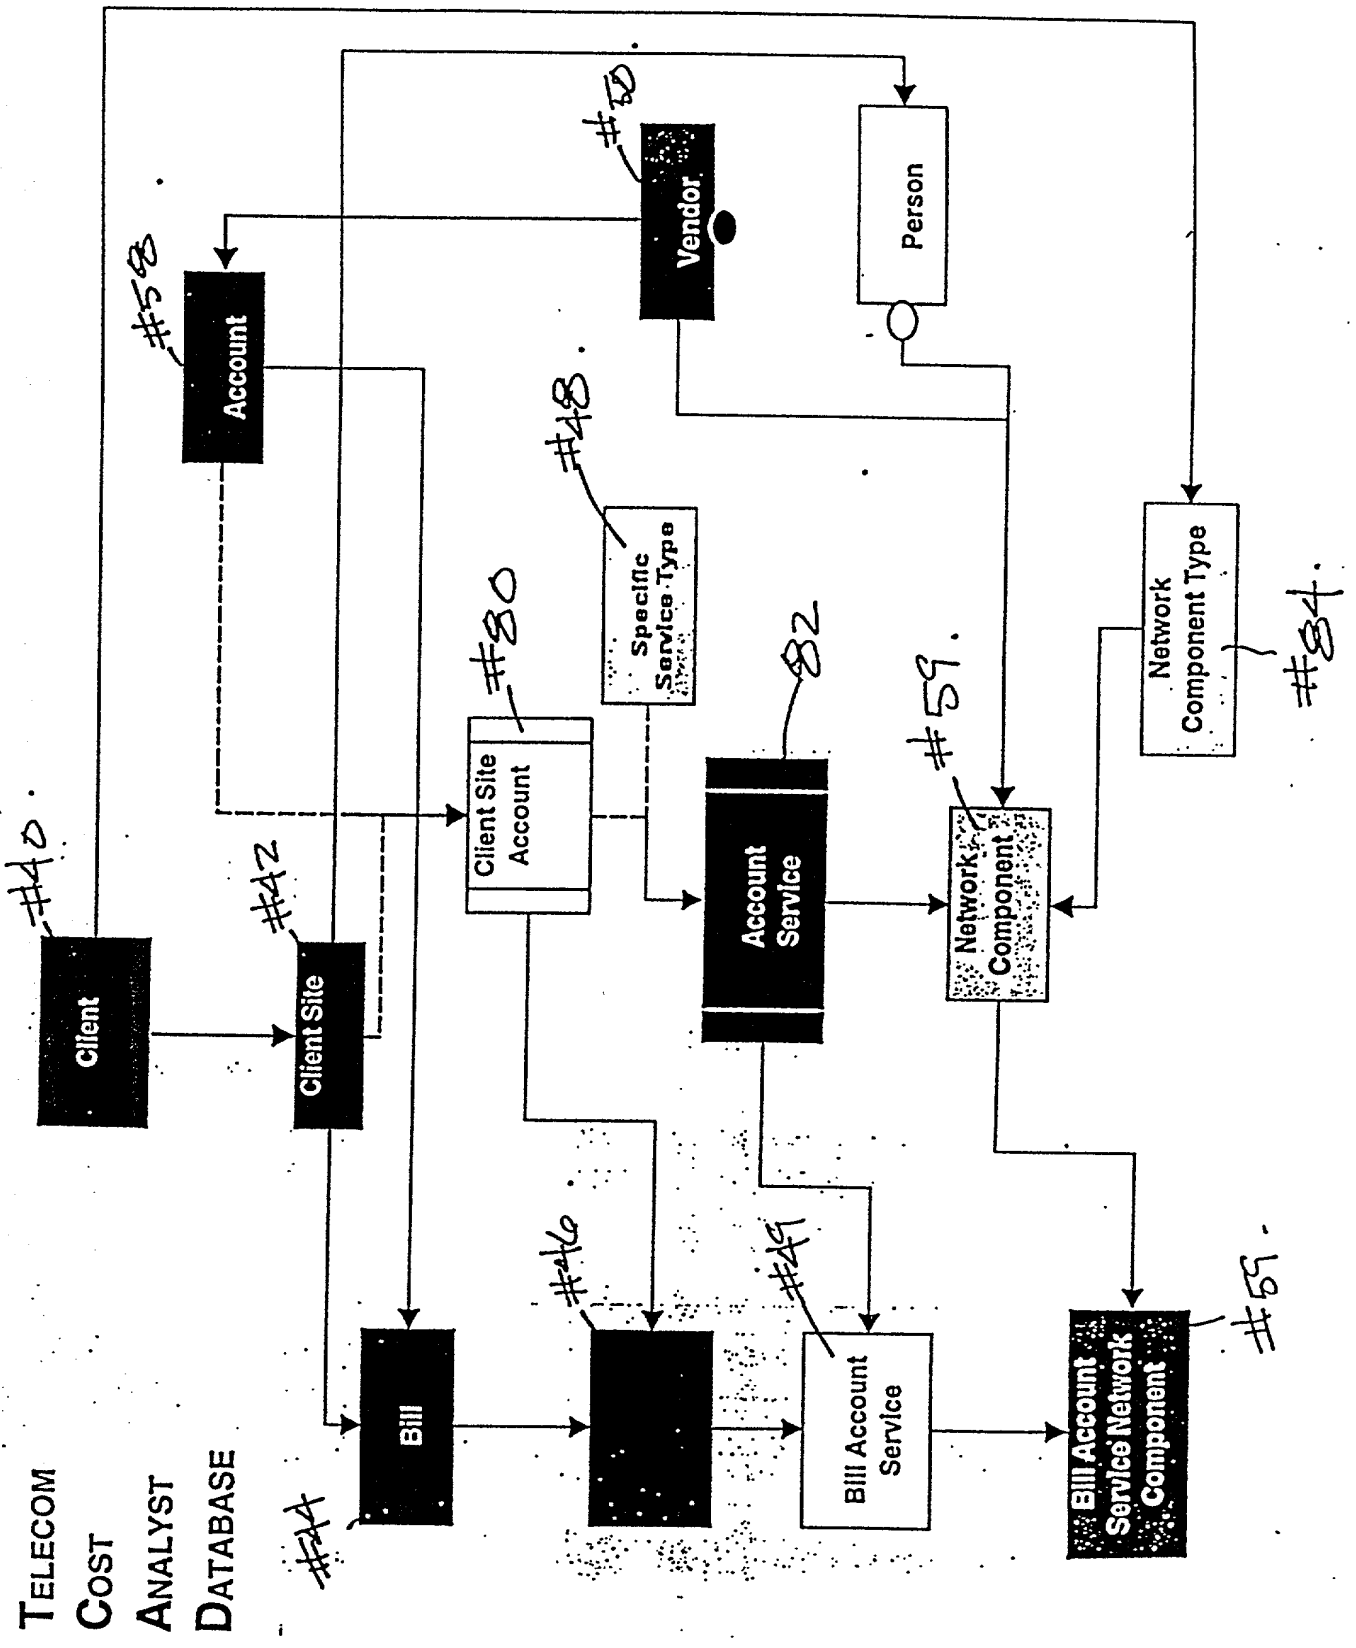 TELECOM
COST
ANALYST
DATABASE
#40
Client
#42
Client Site
#58
Account
#44
Bill
#80
Client Site
Account
#46
#48
Specific
Service Type
#50
Vendor
82
Account
Service
#49
Bill Account
Service
Person
#59.
Network
Component
Bill Account
Service Network
Component
#59.
Network
Component Type
#84.